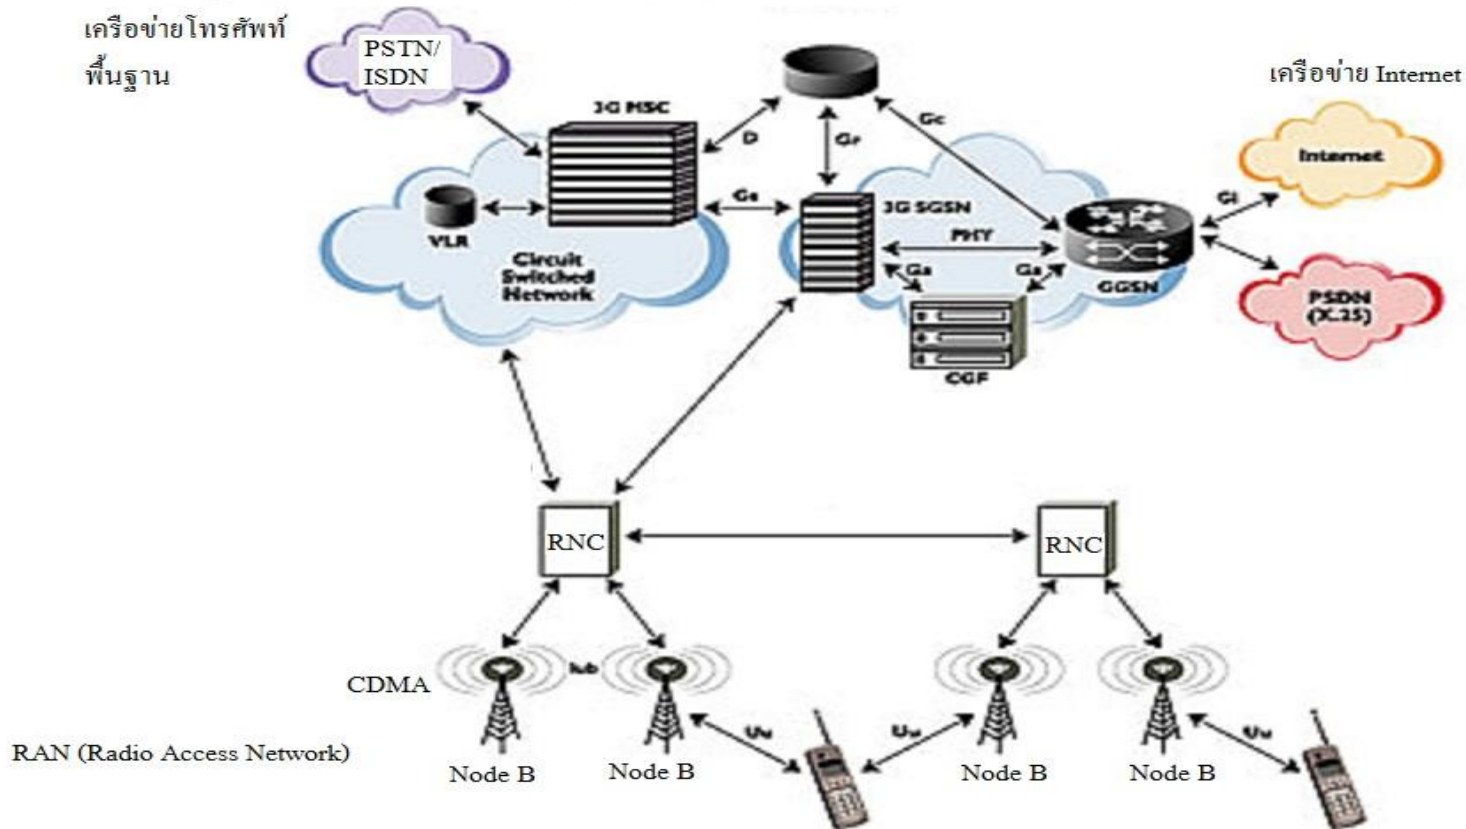 เครือข่ายโทรศัพท์
พื้นฐาน
PSTN/
ISDN
เครือข่าย Internet
3G MSC
D
Gr
Gc
Internet
Gi
VLR
Gs
3G SGSN
PHY
Circuit
Switched
Network
Ga
Ga
GGSN
PSDN
(X.25)
CGF
RNC
RNC
CDMA
Iub
RAN (Radio Access Network)
Uu
Uu
Uu
Node B
Node B
Node B
Node B